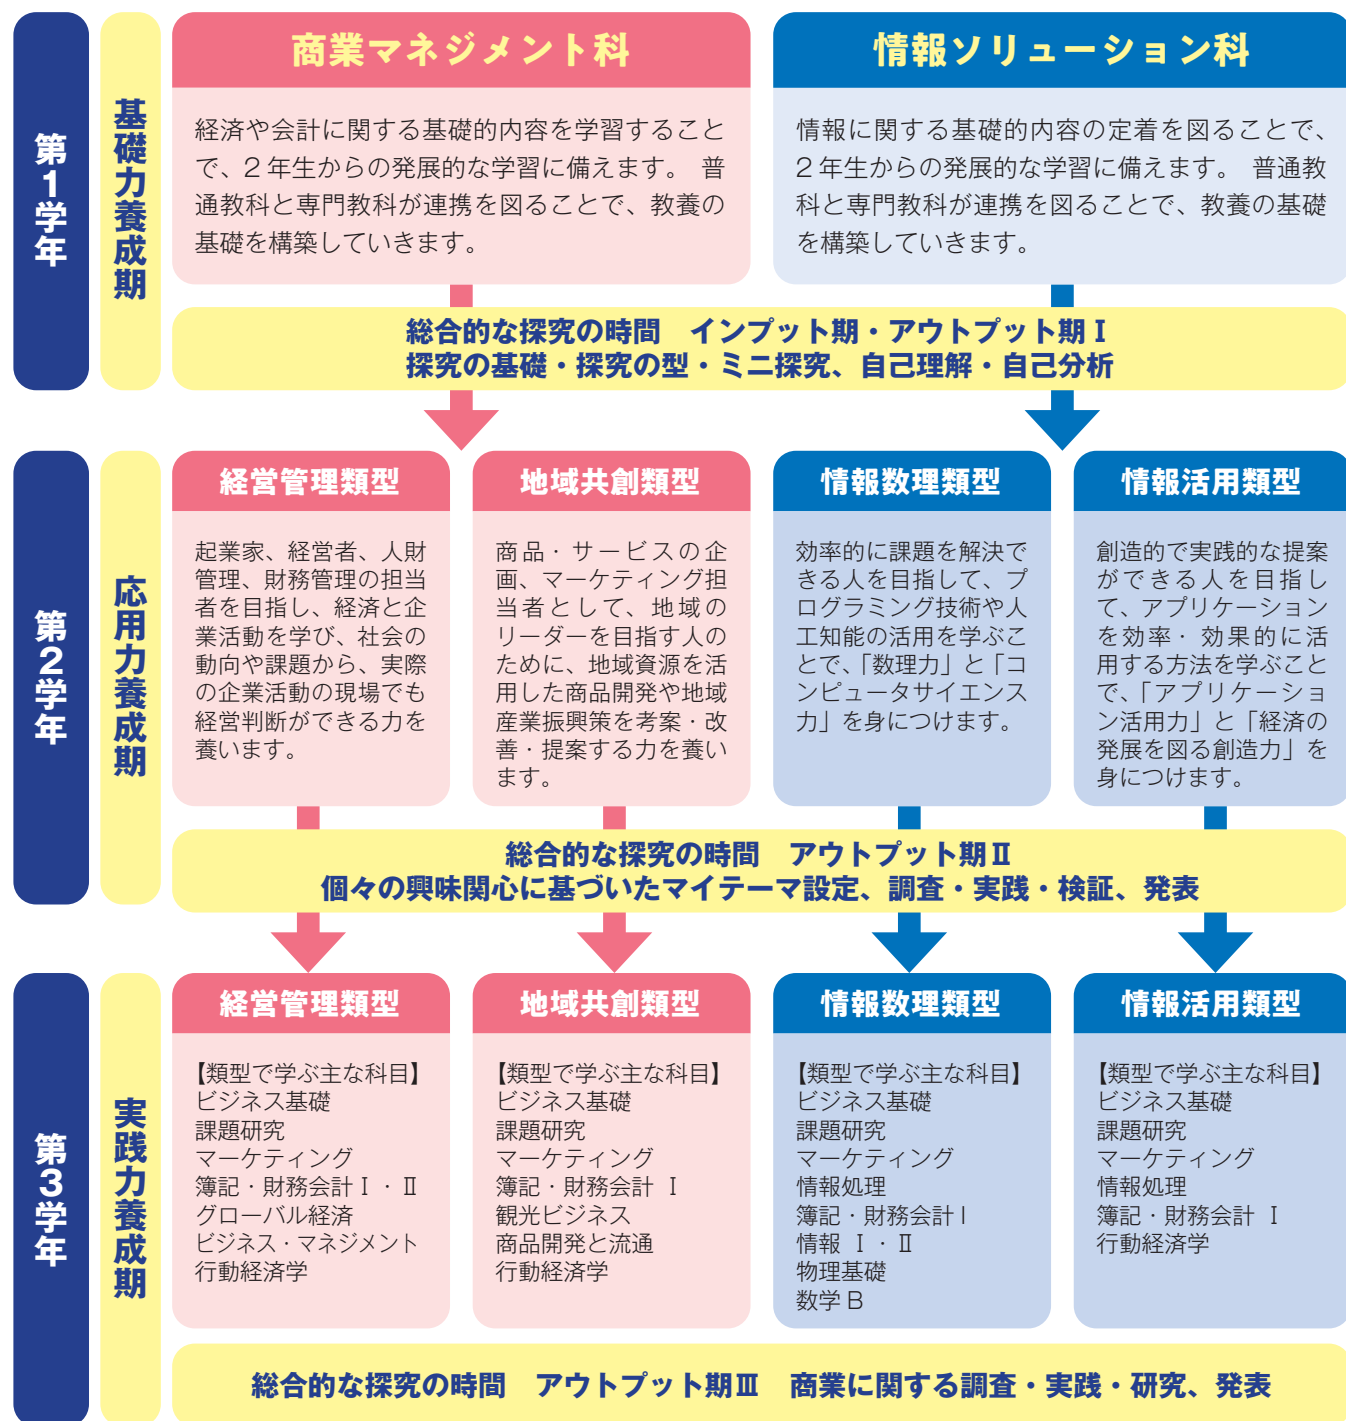 第1学年
基礎力養成期
商業マネジメント科
経済や会計に関する基礎的内容を学習すること
で、2年生からの発展的な学習に備えます。 普
通教科と専門教科が連携を図ることで、教養の
基礎を構築していきます。
情報ソリューション科
情報に関する基礎的内容の定着を図ることで、
2年生からの発展的な学習に備えます。 普通教
科と専門教科が連携を図ることで、教養の基礎
を構築していきます。
総合的な探究の時間　インプット期・アウトプット期Ⅰ
探究の基礎・探究の型・ミニ探究、自己理解・自己分析
第2学年
応用力養成期
経営管理類型
起業家、経営者、人財
管理、財務管理の担当
者を目指し、経済と企
業活動を学び、社会の
動向や課題から、実際
の企業活動の現場でも
経営判断ができる力を
養います。
地域共創類型
商品・サービスの企
画、マーケティング担
当者として、地域の
リーダーを目指す人の
ために、地域資源を活
用した商品開発や地域
産業振興策を考案・改
善・提案する力を養い
ます。
情報数理類型
効率的に課題を解決で
きる人を目指して、プ
ログラミング技術や人
工知能の活用を学ぶこ
とで、「数理力」と「コ
ンピュータサイエンス
力」を身につけます。
情報活用類型
創造的で実践的な提案
ができる人を目指し
て、アプリケーション
を効率・効果的に活
用する方法を学ぶこと
で、「アプリケーショ
ン活用力」と「経済の
発展を図る創造力」を
身につけます。
総合的な探究の時間　アウトプット期Ⅱ
個々の興味関心に基づいたマイテーマ設定、調査・実践・検証、発表
第3学年
実践力養成期
経営管理類型
【類型で学ぶ主な科目】
ビジネス基礎
課題研究
マーケティング
簿記・財務会計Ⅰ・Ⅱ
グローバル経済
ビジネス・マネジメント
行動経済学
地域共創類型
【類型で学ぶ主な科目】
ビジネス基礎
課題研究
マーケティング
簿記・財務会計 Ⅰ
観光ビジネス
商品開発と流通
行動経済学
情報数理類型
【類型で学ぶ主な科目】
ビジネス基礎
課題研究
マーケティング
情報処理
簿記・財務会計Ⅰ
情報 Ⅰ・Ⅱ
物理基礎
数学B
情報活用類型
【類型で学ぶ主な科目】
ビジネス基礎
課題研究
マーケティング
情報処理
簿記・財務会計 Ⅰ
行動経済学
総合的な探究の時間　アウトプット期Ⅲ　商業に関する調査・実践・研究、発表